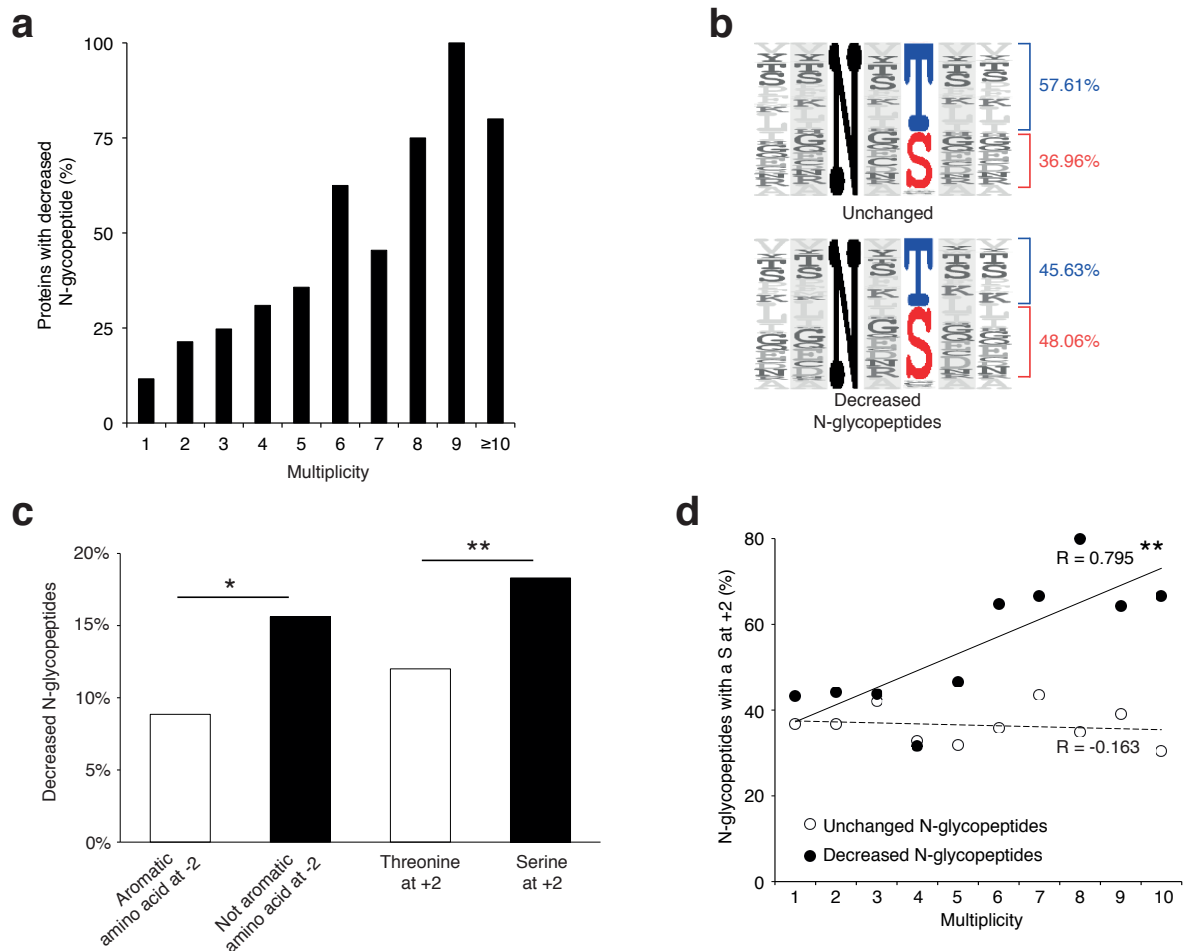 a
Proteins with decreased
N-gycopeptide (%)
100
75
50
25
0
1 2 3 4 5 6 7 8 9 ≥10
Multiplicity
b
57.61%
36.96%
Unchanged
45.63%
48.06%
Decreased
N-glycopeptides
c
Decreased N-glycopeptides
20%
15%
10%
5%
0%
*
**
Aromatic
amino acid at -2
Not aromatic
amino acid at -2
Threonine
at +2
Serine
at +2
d
N-glycopeptides with a S at +2 (%)
80
60
40
20
0
R = 0.795
**
R = -0.163
Unchanged N-glycopeptides
Decreased N-glycopeptides
1 2 3 4 5 6 7 8 9 10
Multiplicity